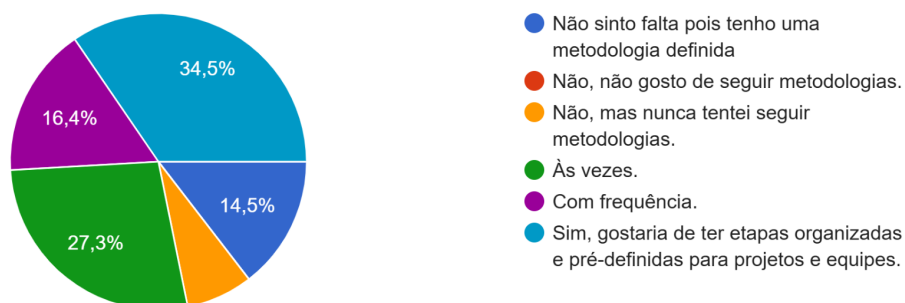 34,5%
16,4%
14,5%
27,3%
Não sinto falta pois tenho uma
metodologia definida
Não, não gosto de seguir metodologias.
Não, mas nunca tentei seguir
metodologias.
Às vezes.
Com frequência.
Sim, gostaria de ter etapas organizadas
e pré-definidas para projetos e equipes.